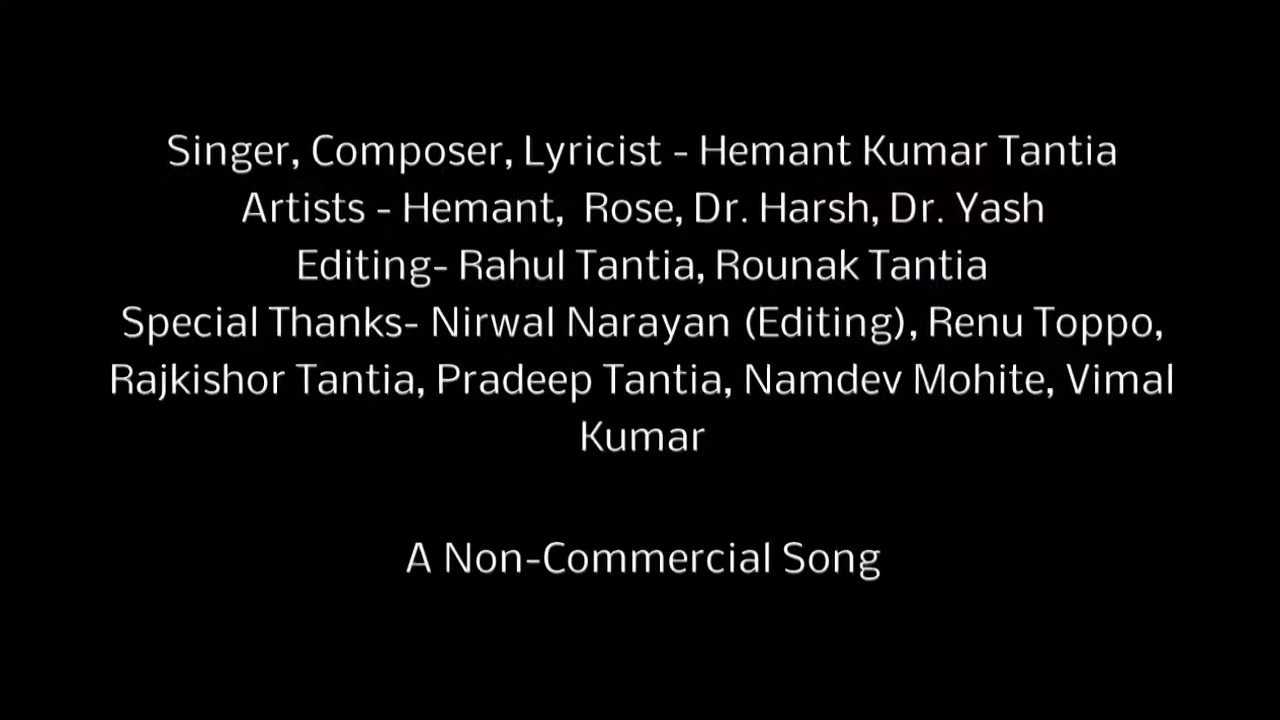 Singer, Composer, Lyricist - Hemant Kumar Tantia
Artists - Hemant,  Rose, Dr. Harsh, Dr. Yash
Editing- Rahul Tantia, Rounak Tantia
Special Thanks- Nirwal Narayan (Editing), Renu Toppo,
Rajkishor Tantia, Pradeep Tantia, Namdev Mohite, Vimal
Kumar
A Non-Commercial Song